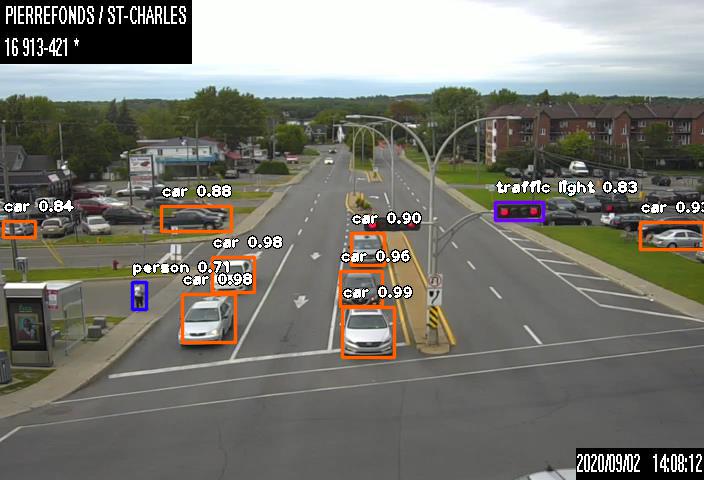 PIERREFONDS / ST-CHARLES
16 913-421 *
car 0.88
traffic light 0.83
car 0.84
car 0.90
car 0.93
car 0.98
car 0.96
person 0.71
car 0.98
car 0.99
2020/09/02 14:08:12